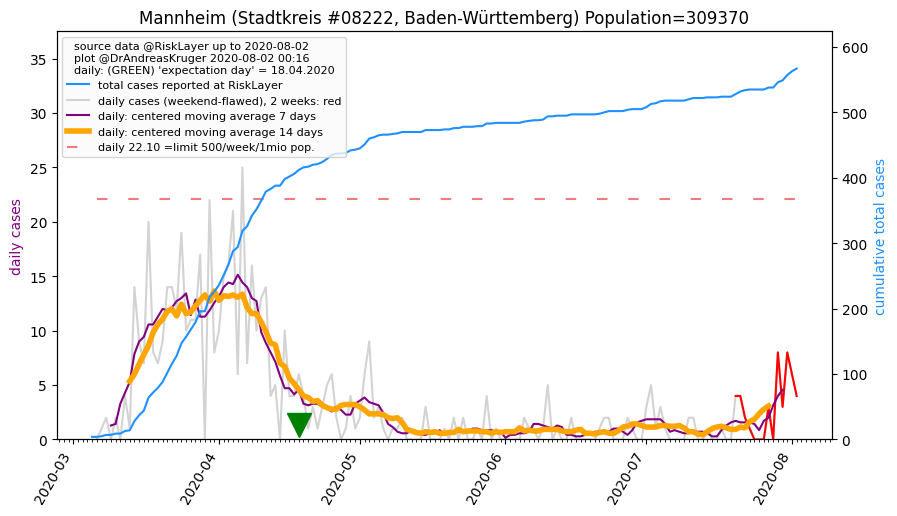 Mannheim (Stadtkreis #08222, Baden-Württemberg) Population=309370
source data @RiskLayer up to 2020-08-02
plot @DrAndreasKruger 2020-08-02 00:16
daily: (GREEN) 'expectation day' = 18.04.2020
total cases reported at RiskLayer
daily cases (weekend-flawed), 2 weeks: red
daily: centered moving average 7 days
daily: centered moving average 14 days
daily 22.10 =limit 500/week/1mio pop.
daily cases
35
30
25
20
15
10
5
0
cumulative total cases
600
500
400
300
200
100
0
2020-03
2020-04
2020-05
2020-06
2020-07
2020-08